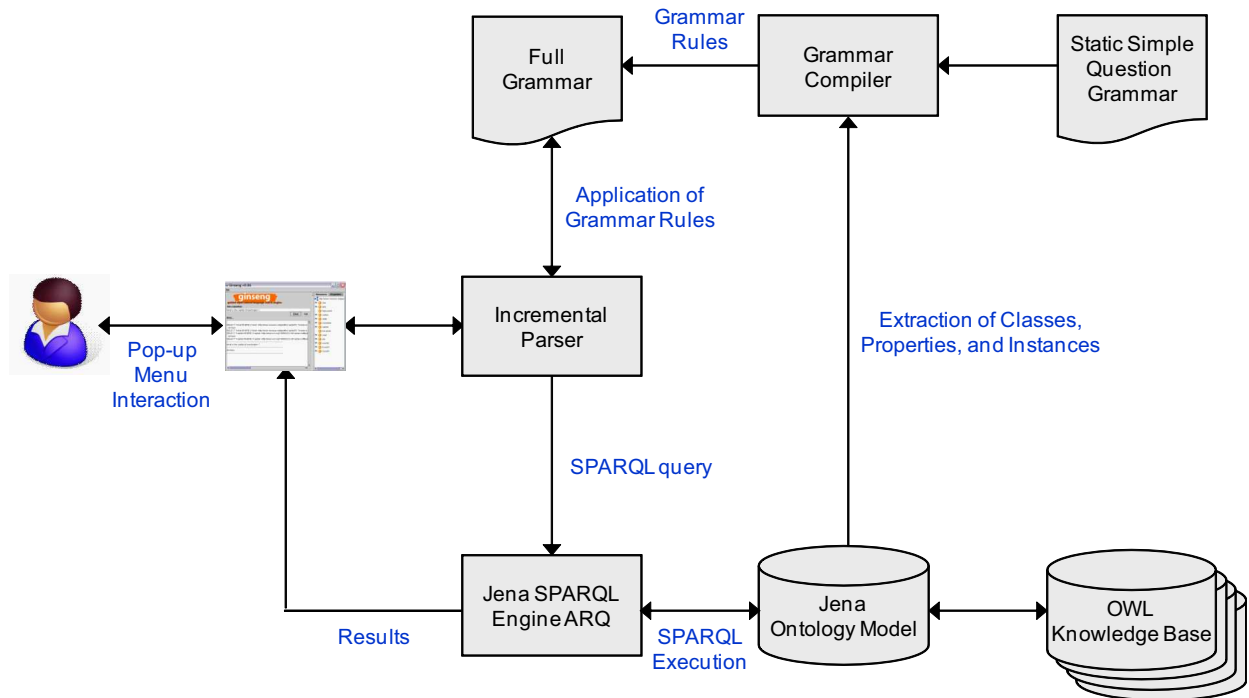 Grammar
Rules
Full
Grammar
Grammar
Compiler
Static Simple
Question
Grammar
Application of
Grammar Rules
ginseng
Incremental
Parser
Extraction of Classes,
Properties, and Instances
Pop-up
Menu
Interaction
SPARQL query
Jena SPARQL
Engine ARQ
Jena
Ontology Model
OWL
Knowledge Base
Results
SPARQL
Execution